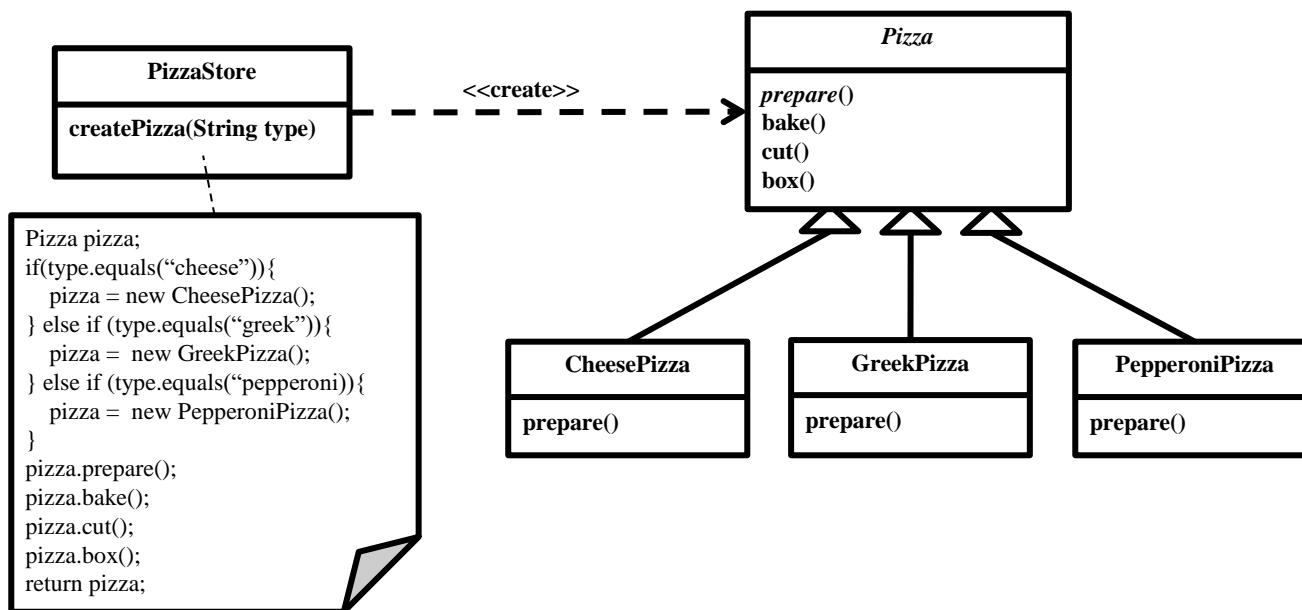 PizzaStore
createPizza(String type)
<<create>>
Pizza
prepare()
bake()
cut()
box()
Pizza pizza;
if(type.equals(“cheese”)){
pizza = new CheesePizza();
} else if (type.equals(“greek”)){
pizza =  new GreekPizza();
} else if (type.equals(“pepperoni)){
pizza =  new PepperoniPizza();
}
pizza.prepare();
pizza.bake();
pizza.cut();
pizza.box();
return pizza;
CheesePizza
prepare()
GreekPizza
prepare()
PepperoniPizza
prepare()